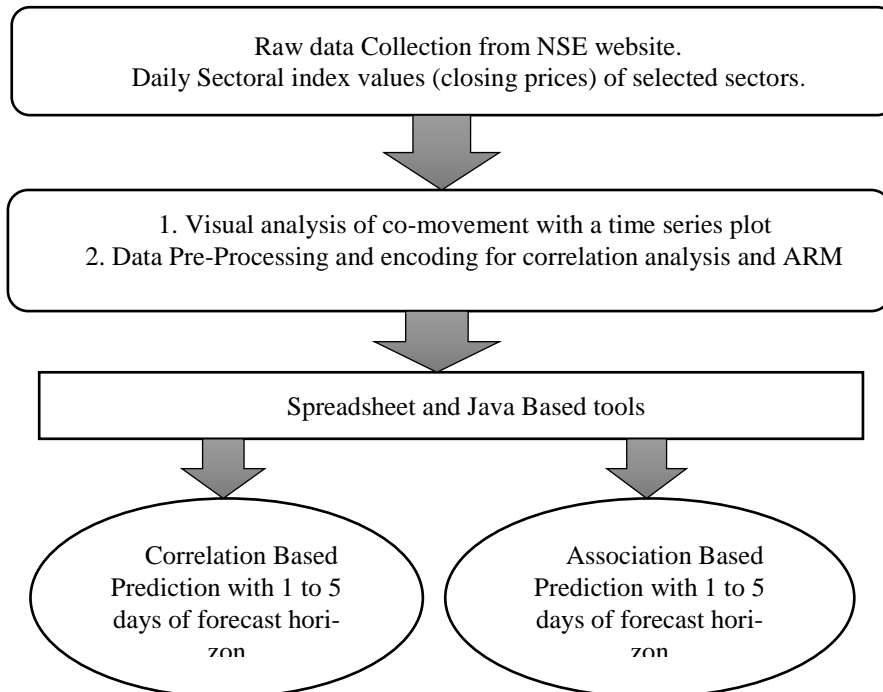 Raw data Collection from NSE website.
Daily Sectoral index values (closing prices) of selected sectors.
1. Visual analysis of co-movement with a time series plot
2. Data Pre-Processing and encoding for correlation analysis and ARM
Spreadsheet and Java Based tools
Correlation Based
Prediction with 1 to 5
days of forecast hori-
zon
Association Based
Prediction with 1 to 5
days of forecast hori-
zon